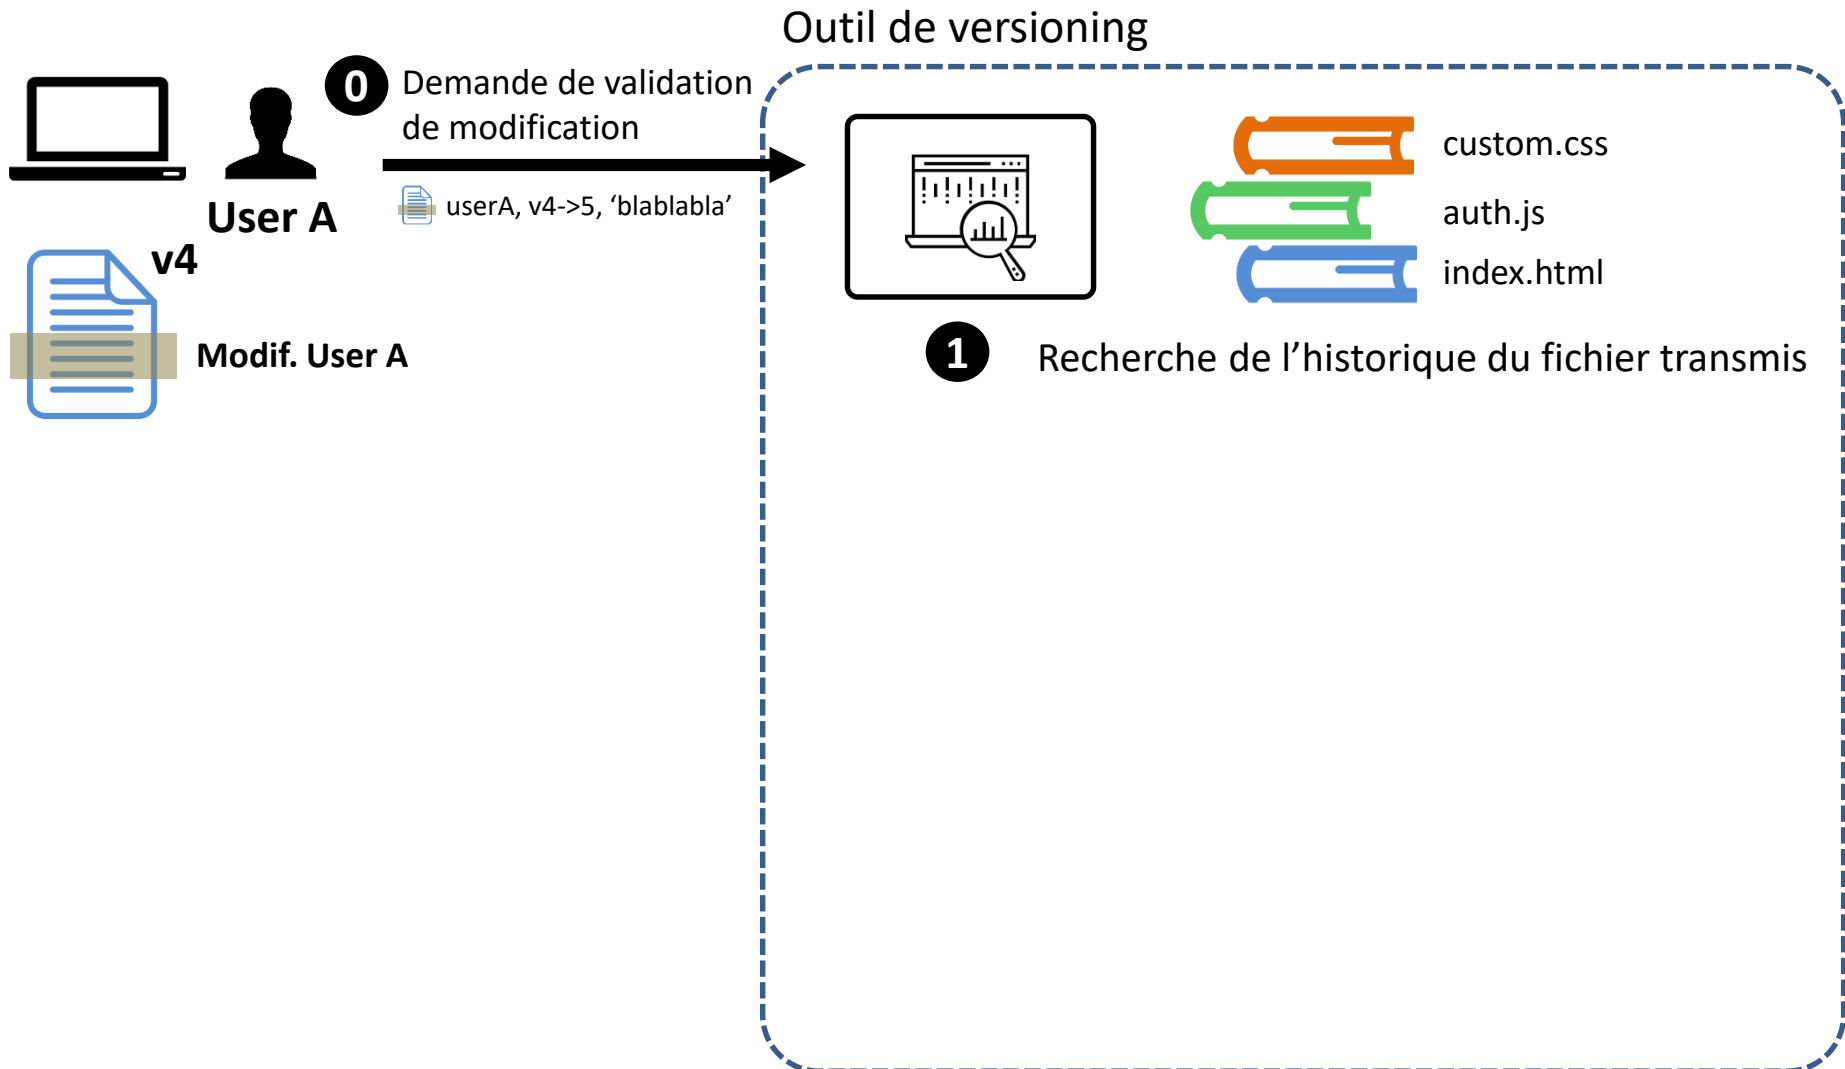 Outil de versioning
0 Demande de validation
de modification
userA, v4->5, ‘blablabla’
User A
v4
Modif. User A
custom.css
auth.js
index.html
1 Recherche de l’historique du fichier transmis